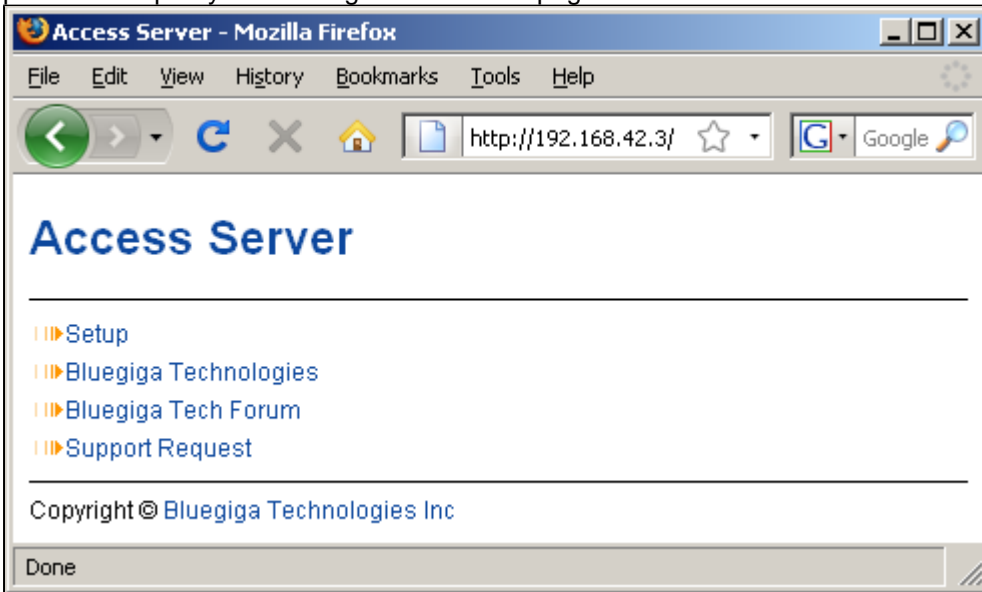 Access Server - Mozilla Firefox
File Edit View History Bookmarks Tools Help
http://192.168.42.3/ G Google
Access Server
Setup
Bluegiga Technologies
Bluegiga Tech Forum
Support Request
Copyright © Bluegiga Technologies Inc
Done